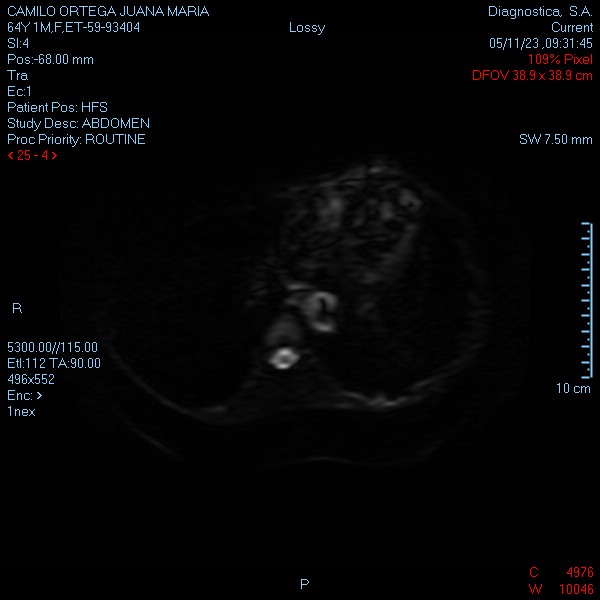 CAMILO ORTEGA JUANA MARIA
64Y 1M,F,ET-59-93404
Sl:4
Pos:-68.00 mm
Tra
Ec:1
Patient Pos: HFS
Study Desc: ABDOMEN
Proc Priority: ROUTINE
< 25 - 4 >
Lossy
Diagnostica, S.A.
Current
05/11/23 ,09:31:45
109% Pixel
DFOV 38.9 x 38.9 cm
SW 7.50 mm
R
10 cm
5300.00//115.00
Etl:112 TA:90.00
496x552
Enc: >
1nex
P
C 4976
W 10046